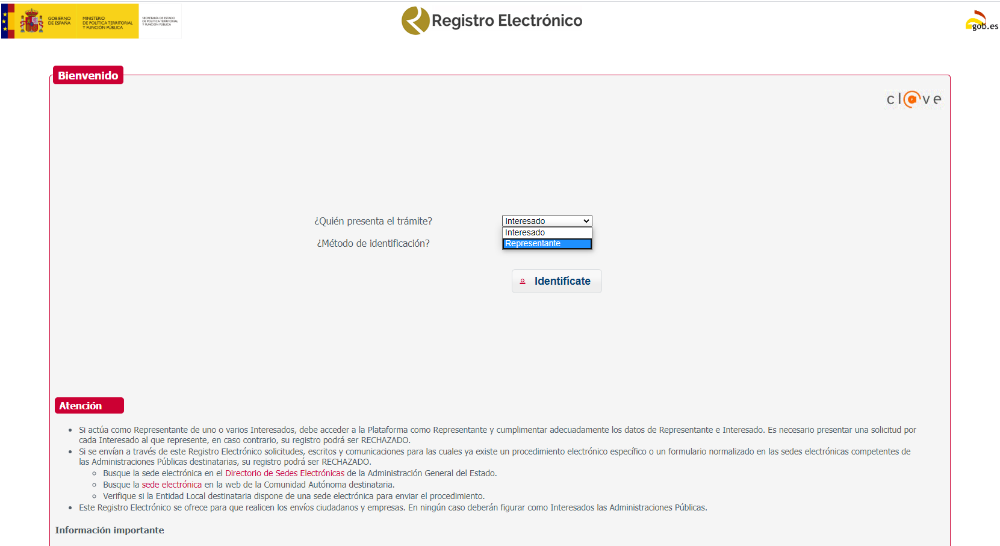 GOBIERNO
DE ESPAÑA
MINISTERIO
DE POLÍTICA TERRITORIAL
Y FUNCIÓN PÚBLICA
SECRETARÍA DE ESTADO
DE POLÍTICA TERRITORIAL
Y FUNCIÓN PÚBLICA
Registro Electrónico
gob.es
Bienvenido
cl@ve
¿Quién presenta el trámite?
Interesado
Interesado
Representante
¿Método de identificación?
Identifícate
Atención
• Si actúa como Representante de uno o varios Interesados, debe acceder a la Plataforma como Representante y cumplimentar adecuadamente los datos de Representante e Interesado. Es necesario presentar una solicitud por
cada Interesado al que represente, en caso contrario, su registro podrá ser RECHAZADO.
• Si se envían a través de este Registro Electrónico solicitudes, escritos y comunicaciones para las cuales ya existe un procedimiento electrónico específico o un formulario normalizado en las sedes electrónicas competentes de
las Administraciones Públicas destinatarias, su registro podrá ser RECHAZADO.
◦ Busque la sede electrónica en el Directorio de Sedes Electrónicas de la Administración General del Estado.
◦ Busque la sede electrónica en la web de la Comunidad Autónoma destinataria.
◦ Verifique si la Entidad Local destinataria dispone de una sede electrónica para enviar el procedimiento.
• Este Registro Electrónico se ofrece para que realicen los envíos ciudadanos y empresas. En ningún caso deberán figurar como Interesados las Administraciones Públicas.
Información importante